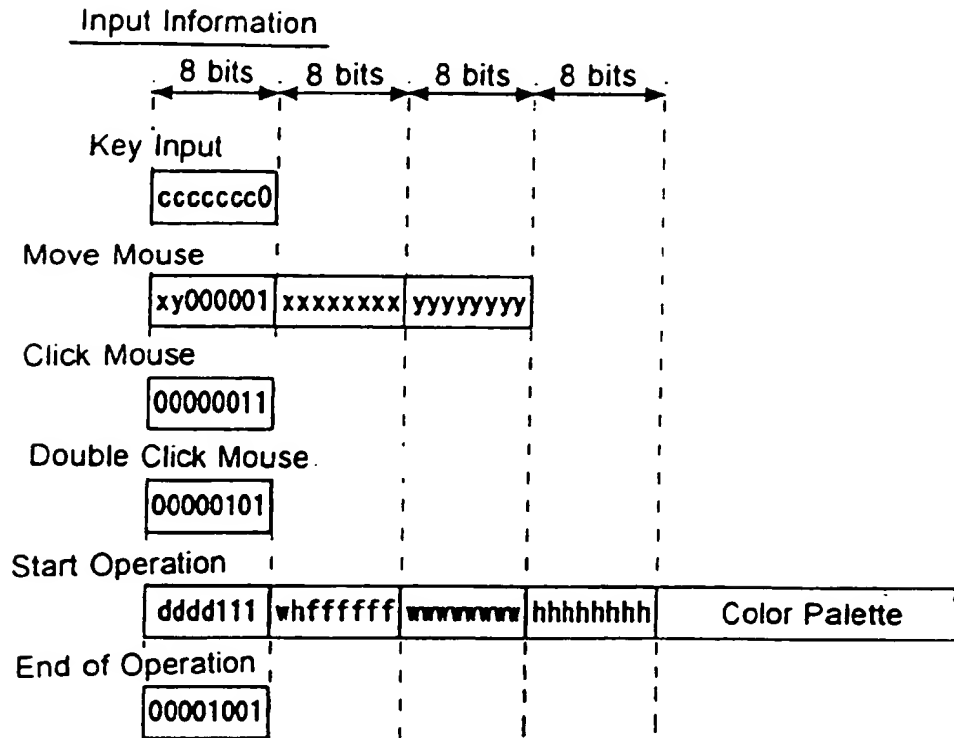 Input Information
8 bits 8 bits 8 bits 8 bits
Key Input
ccccccc0
Move Mouse
xy000001 xxxxxxxx yyyyyyyy
Click Mouse
00000011
Double Click Mouse
00000101
Start Operation
dddd111 whffffff wwwwwwww hhhhhhhh Color Palette
End of Operation
00001001